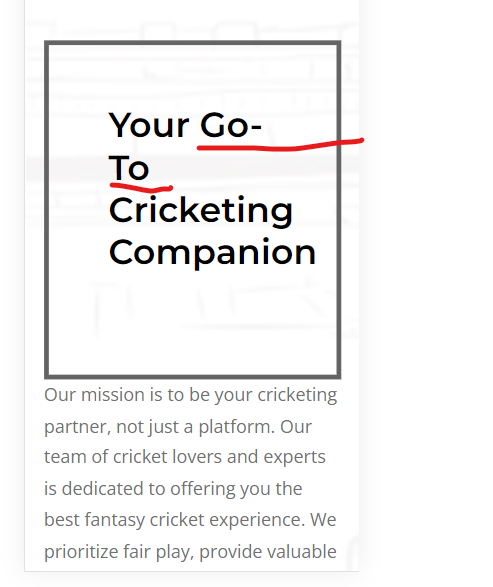 Your Go-
To
Cricketing
Companion
Our mission is to be your cricketing
partner, not just a platform. Our
team of cricket lovers and experts
is dedicated to offering you the
best fantasy cricket experience. We
prioritize fair play, provide valuable